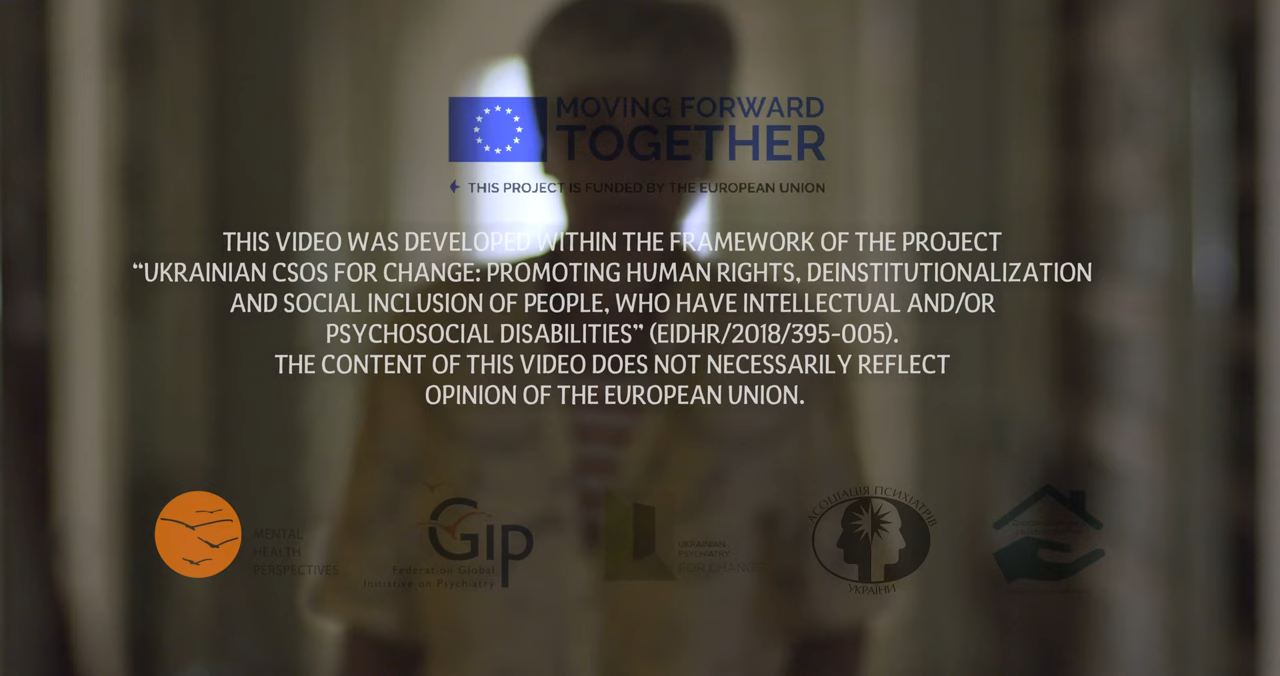 MOVING FORWARD
TOGETHER
THIS PROJECT IS FUNDED BY THE EUROPEAN UNION
THIS VIDEO WAS DEVELOPED WITHIN THE FRAMEWORK OF THE PROJECT
“UKRAINIAN CSOS FOR CHANGE: PROMOTING HUMAN RIGHTS, DEINSTITUTIONALIZATION
AND SOCIAL INCLUSION OF PEOPLE, WHO HAVE INTELLECTUAL AND/OR
PSYCHOSOCIAL DISABILITIES” (EIDHR/2018/395-005).
THE CONTENT OF THIS VIDEO DOES NOT NECESSARILY REFLECT
OPINION OF THE EUROPEAN UNION.
MENTAL
HEALTH
PERSPECTIVES
Gip
Federation Global
Initiative on Psychiatry
UKRAINIAN
PSYCHIATRY
FOR CHANGE
АСОЦІАЦІЯ ПСИХІАТРІВ
УКРАЇНИ